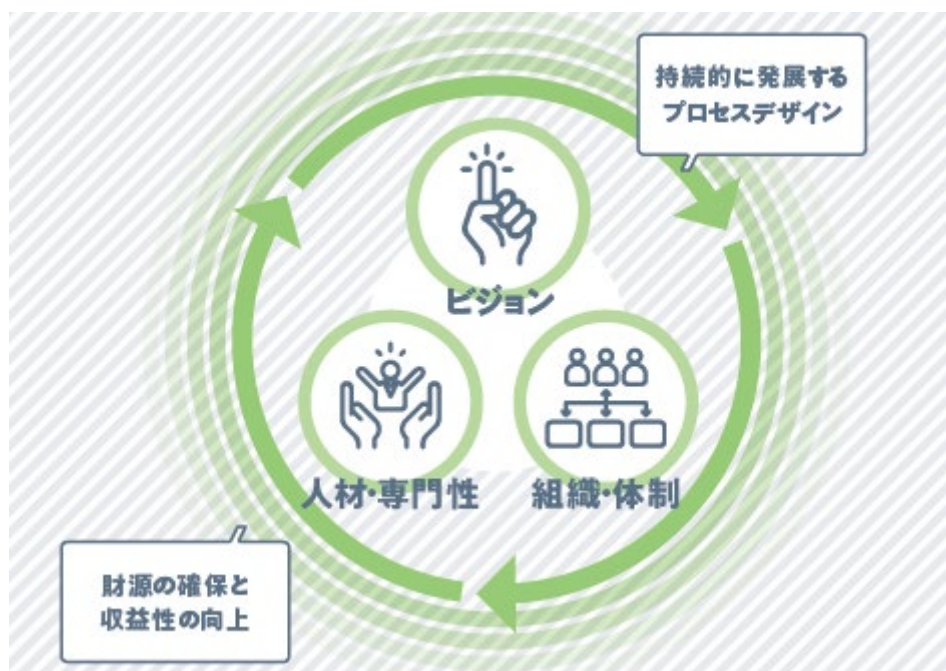 持続的に発展する
プロセスデザイン
ビジョン
人材・専門性
組織・体制
財源の確保と
収益性の向上